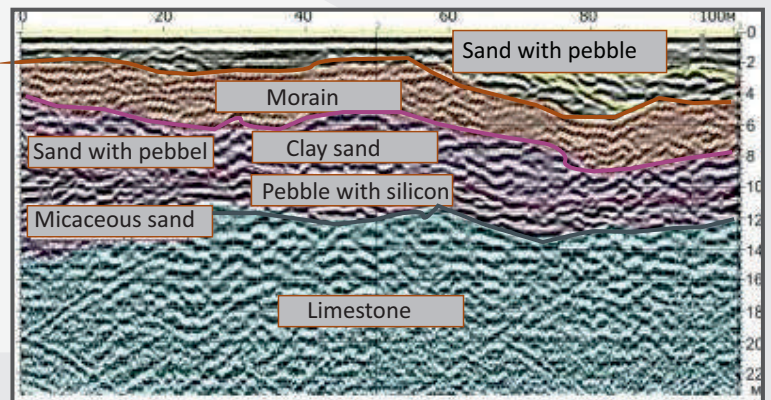 0 20 40 60 80 100м
0
Sand with pebble
2
4
Morain
6
Sand with pebbel
Clay sand
8
Pebble with silicon
10
Micaceous sand
12
14
16
Limestone
18
20
22
м